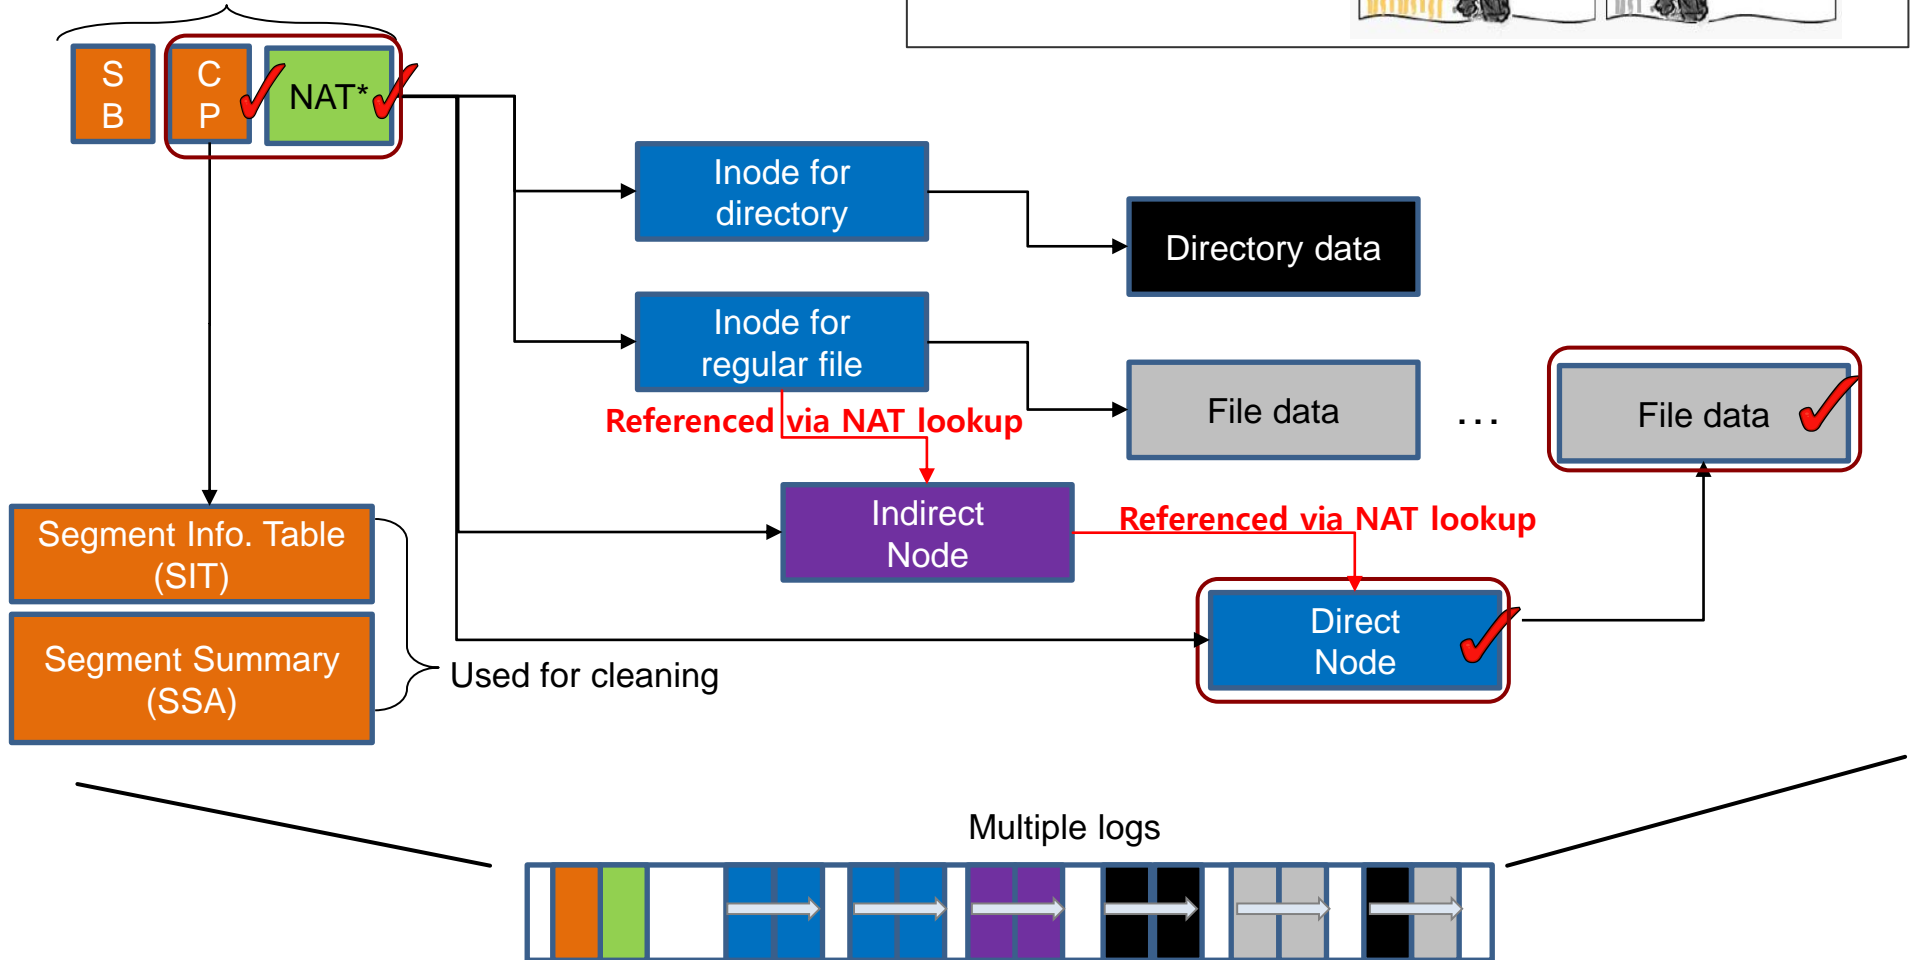 S
B
C
P
NAT*
Inode for
directory
Directory data
Inode for
regular file
Referenced via NAT lookup
File data
...
File data
Segment Info. Table
(SIT)
Indirect
Node
Referenced via NAT lookup
Segment Summary
(SSA)
Used for cleaning
Direct
Node
Multiple logs